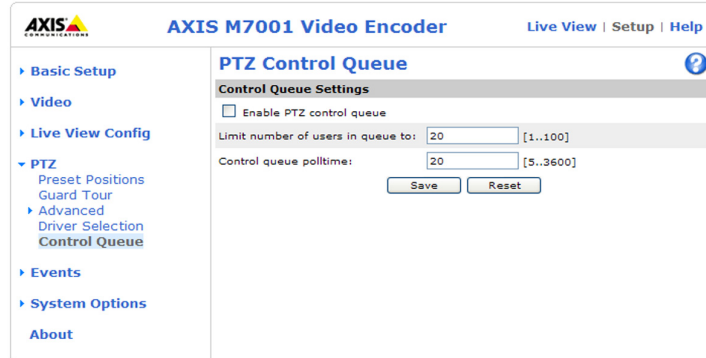 AXIS
COMMUNICATIONS
AXIS M7001 Video Encoder
Live View | Setup | Help
Basic Setup
Video
Live View Config
PTZ
Preset Positions
Guard Tour
Advanced
Driver Selection
Control Queue
Events
System Options
About
PTZ Control Queue
?
Control Queue Settings
Enable PTZ control queue
Limit number of users in queue to: 20 [1..100]
Control queue polltime: 20 [5..3600]
Save Reset